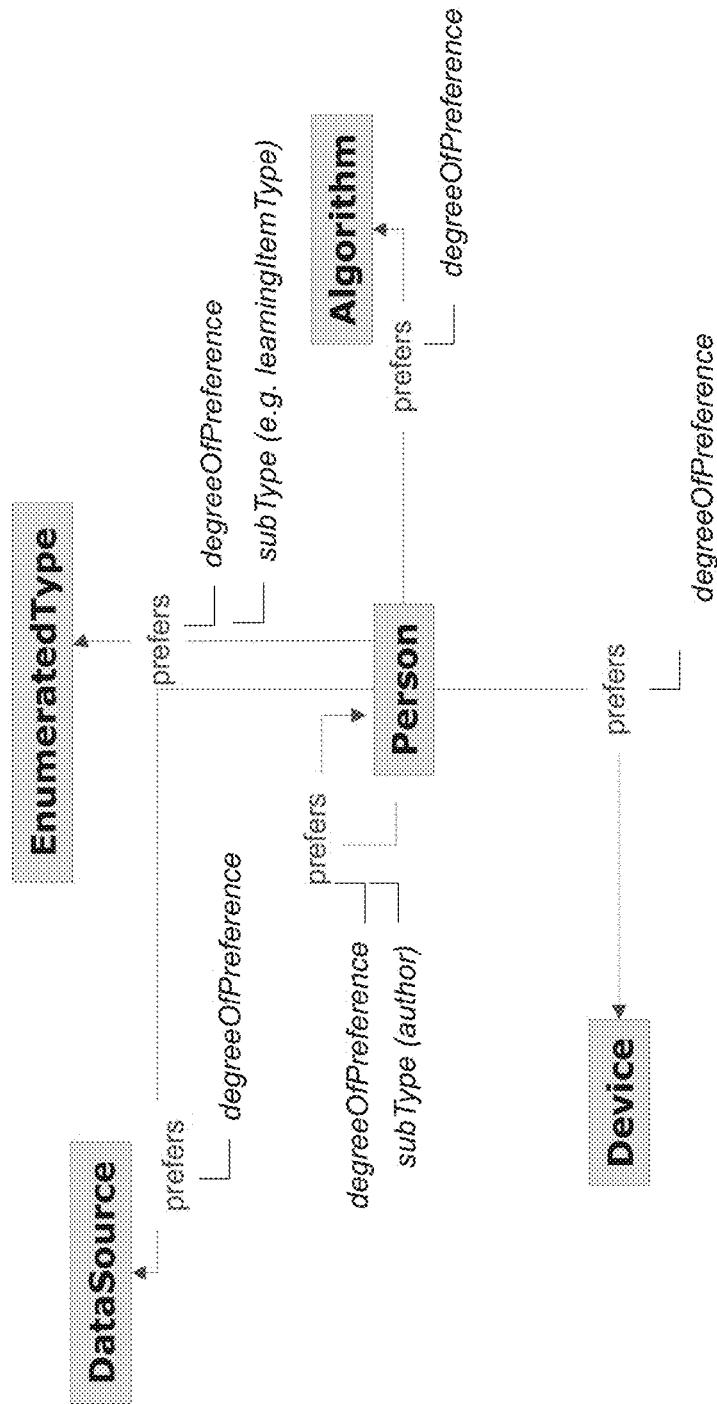 EnumeratedType
DataSource
prefers
degreeOfPreference
prefers
degreeOfPreference
subType (e.g. learningItemType)
prefers
degreeOfPreference
subType (author)
Person
Algorithm
prefers
degreeOfPreference
Device
prefers
degreeOfPreference